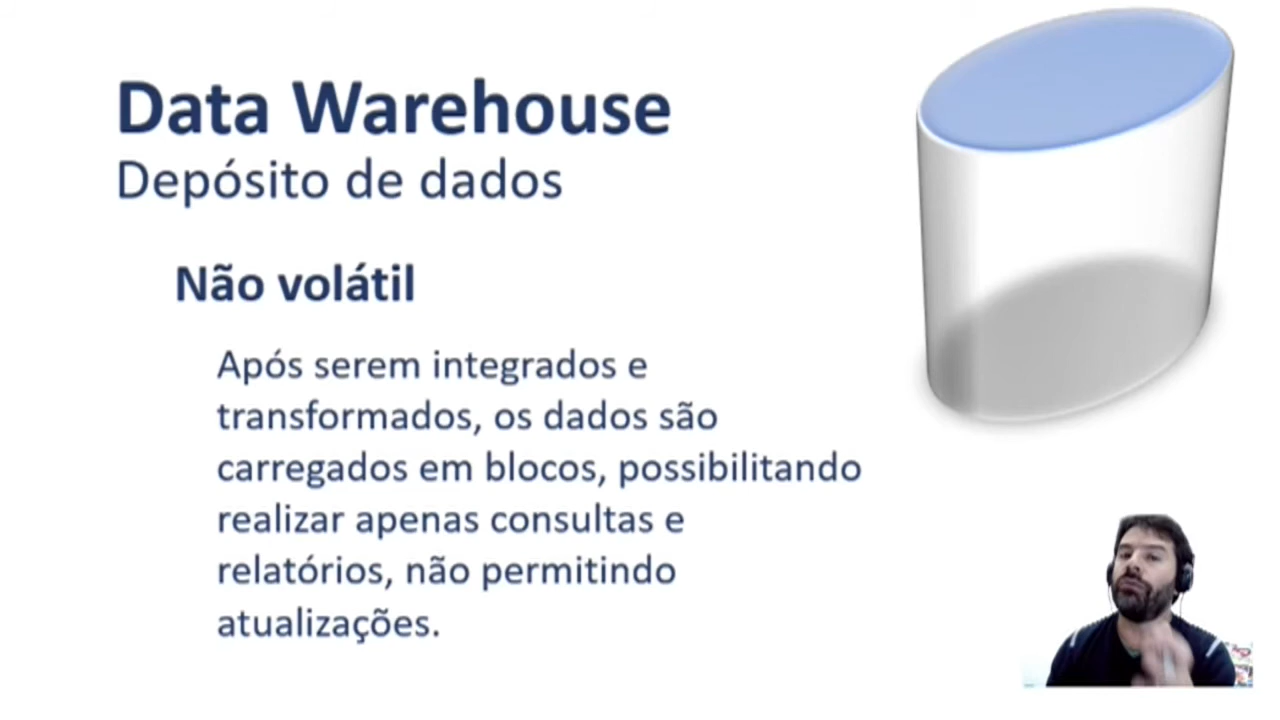 Data Warehouse
Depósito de dados
Não volátil
Após serem integrados e
transformados, os dados são
carregados em blocos, possibilitando
realizar apenas consultas e
relatórios, não permitindo
atualizações.